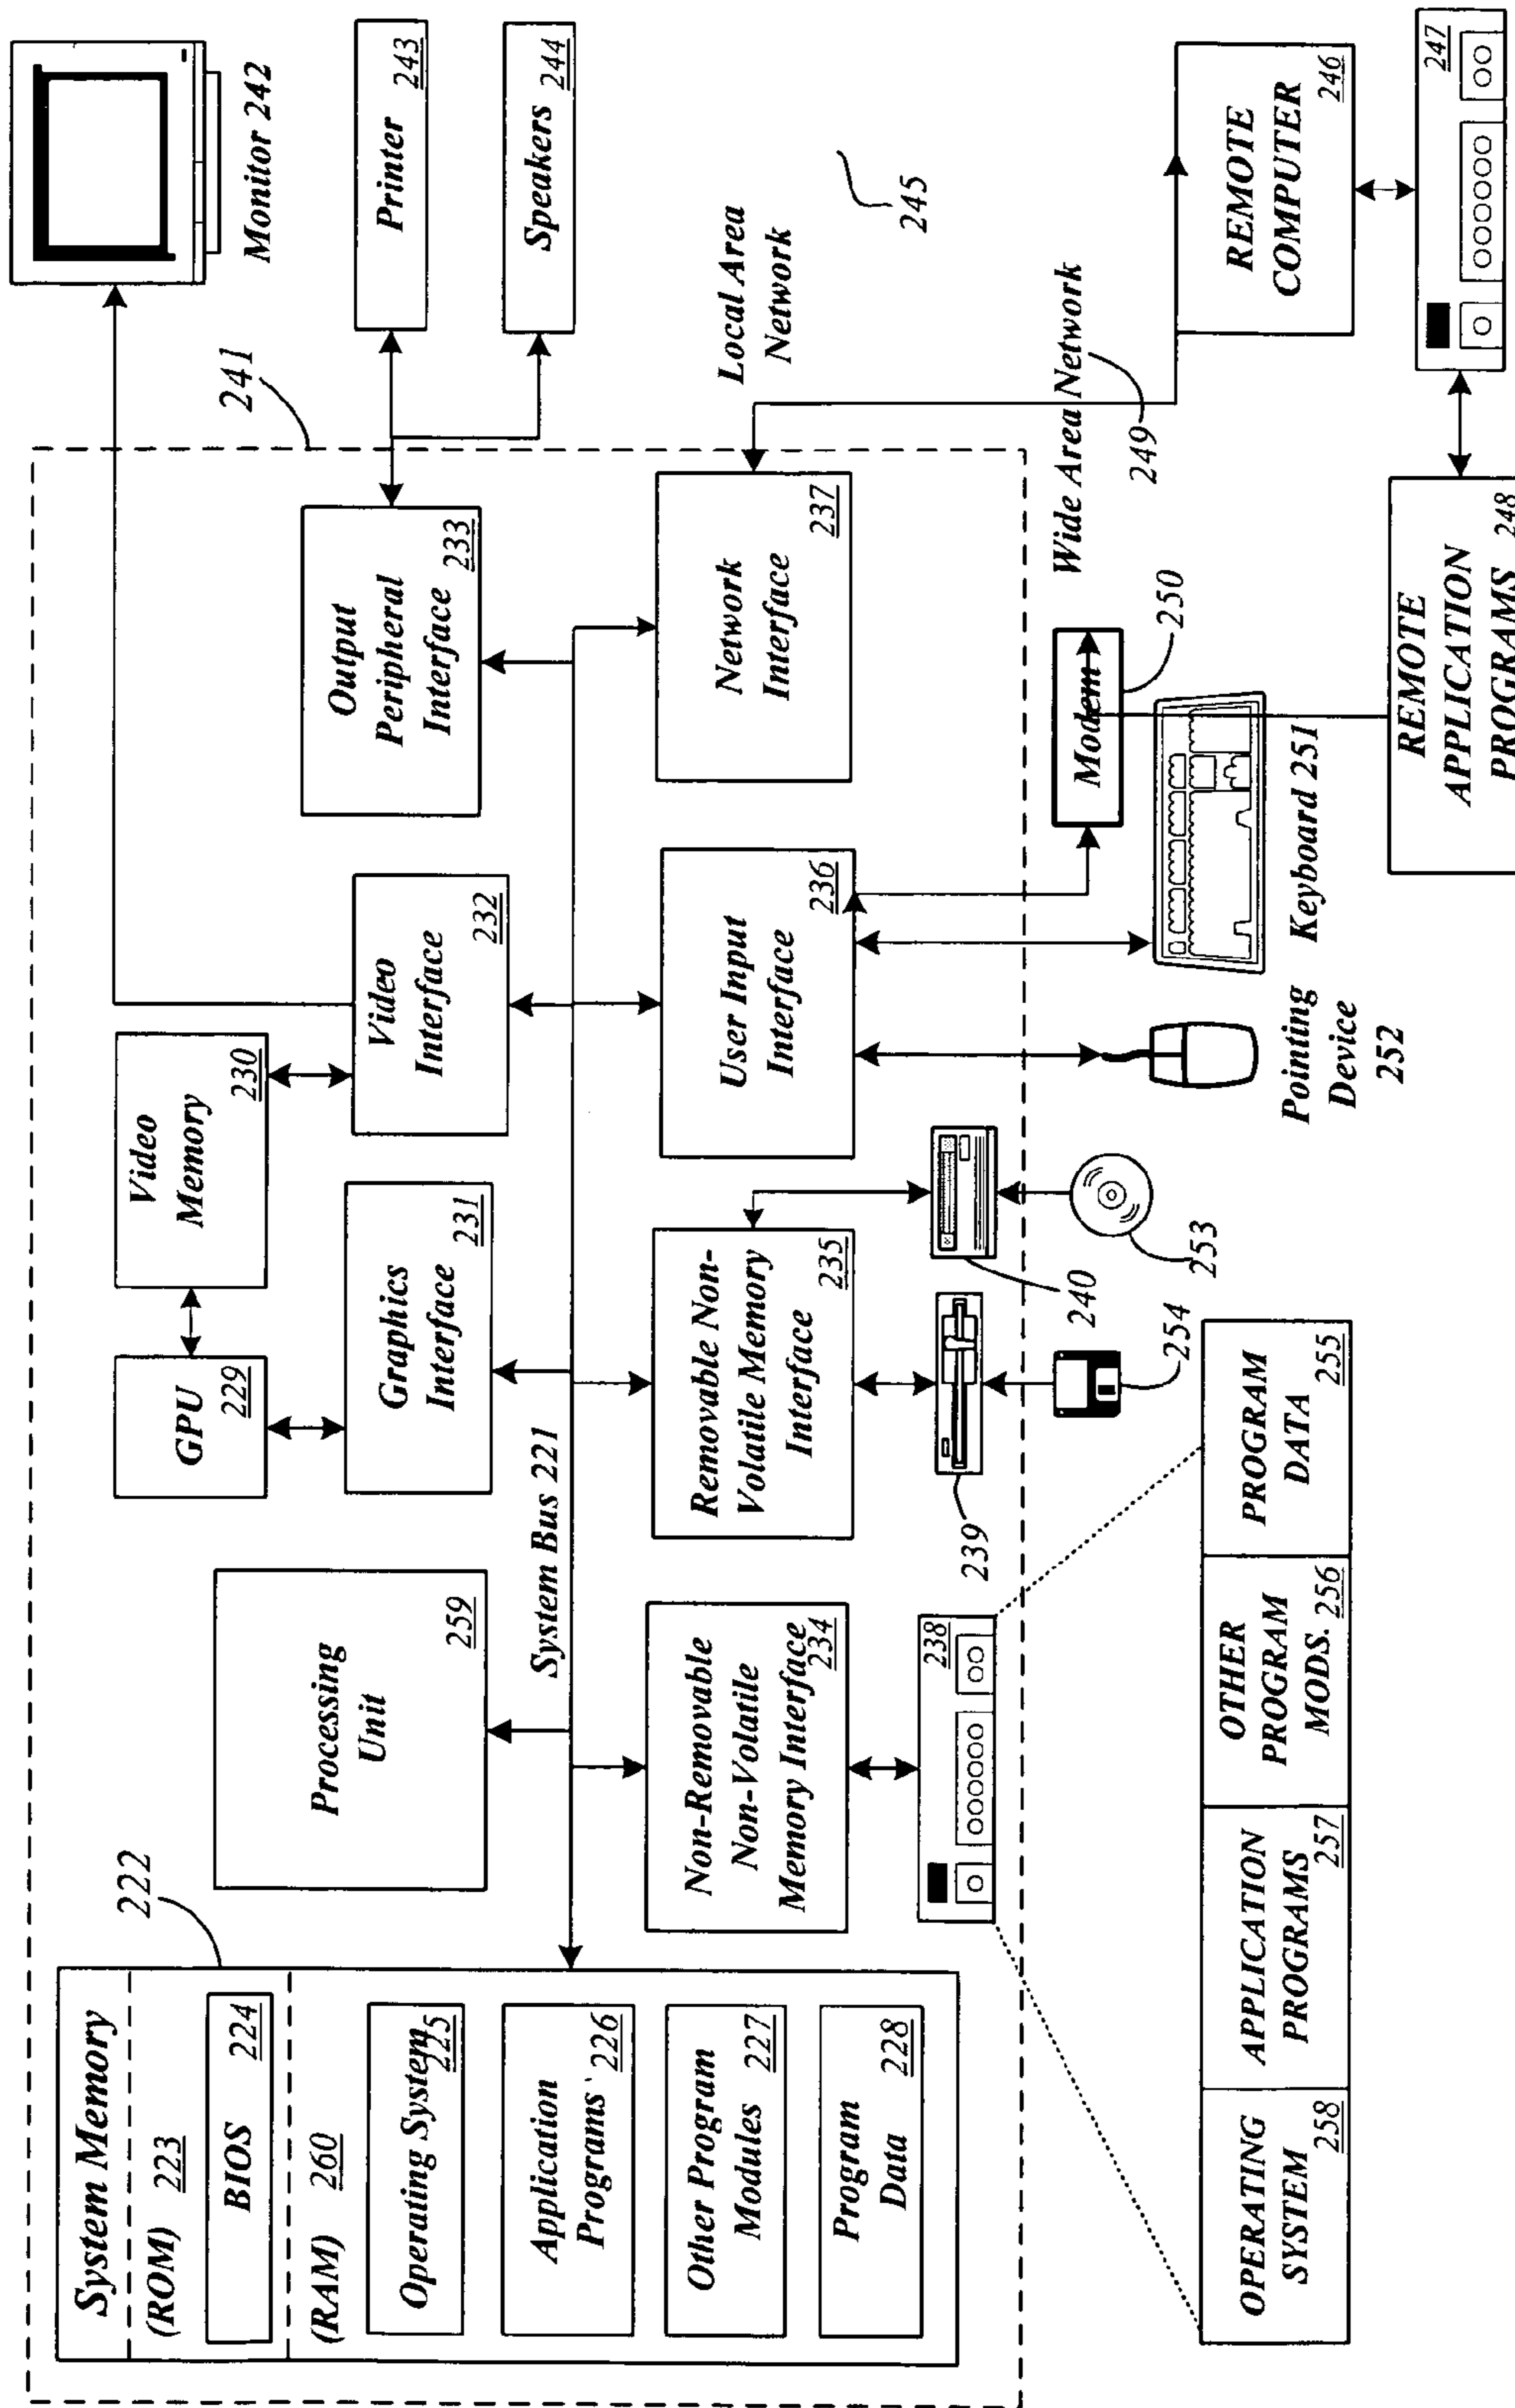 System Memory
(ROM) 223
BIOS 224
(RAM) 260
Operating System
225
Application
Programs 226
Other Program
Modules 227
Program
Data 228
222
Processing
Unit
259
System Bus 221
GPU
229
Video
Memory
230
Graphics
Interface
231
Video
Interface
232
Output
Peripheral
Interface
233
241
Monitor 242
Printer
243
Speakers
244
Non-Removable
Non-Volatile
Memory Interface
234
Removable Non-
Volatile Memory
Interface
235
User Input
Interface
236
Network
Interface
237
Local Area
Network
245
238
239
240
254
253
Pointing
Device
252
Keyboard 251
Modem
250
Wide Area Network
249
REMOTE
COMPUTER
246
247
REMOTE
APPLICATION
PROGRAMS
248
OPERATING
SYSTEM
258
APPLICATION
PROGRAMS
257
OTHER
PROGRAM
MODS.
256
PROGRAM
DATA
255